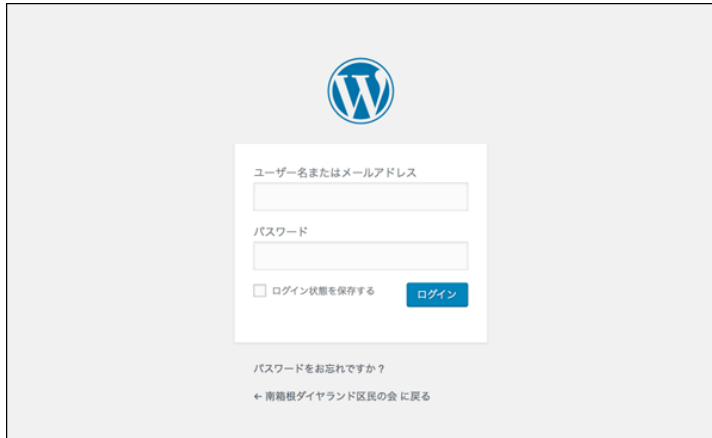 ユーザー名またはメールアドレス
パスワード
ログイン状態を保存する
ログイン
パスワードをお忘れですか ?
← 南箱根ダイヤランド区民の会 に戻る